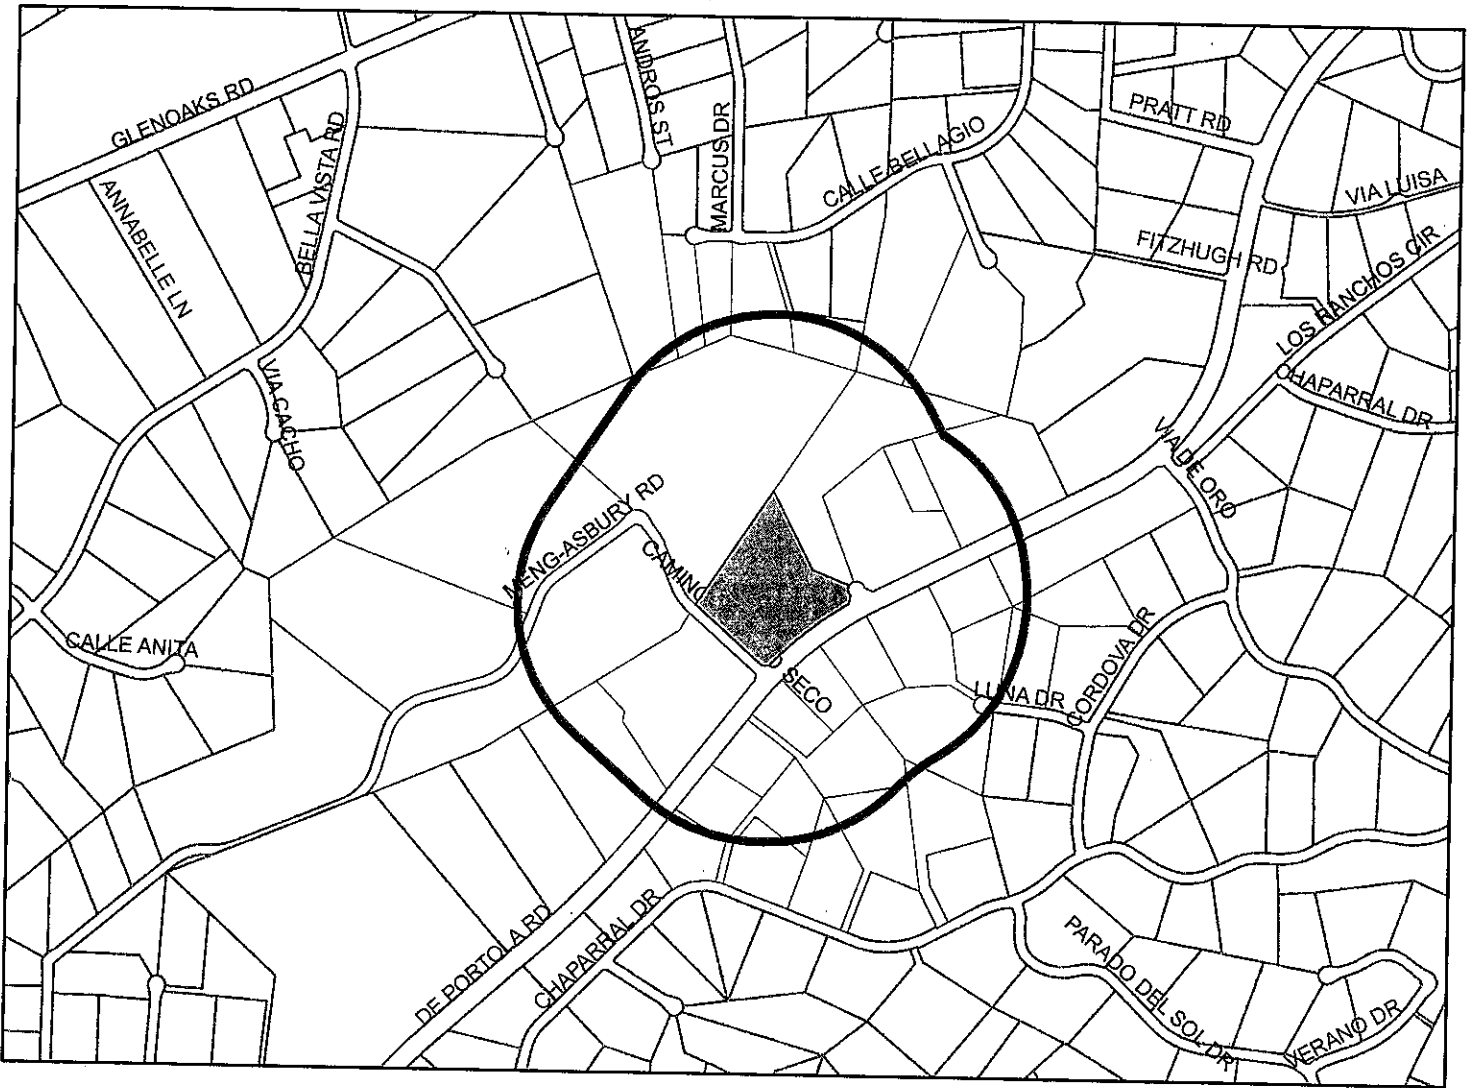 GLENOAKS RD
ANDROS ST
MARCUS DR
PRATT RD
CALLE BELLAGIO
BELLA VISTA RD
ANNABELLE LN
VIA LUISA
FITZHUGH RD
LOS RANCHOS CIR
VIA CACHO
CHAPARRAL DR
VIA DE ORO
MENG-ASBURY RD
CAMINO
CALLE ANITA
SECO
LUNA DR
CORDOVA DR
DE PORTOLA RD
CHAPARRAL DR
PARADO DEL SOL DR
XERANO DR